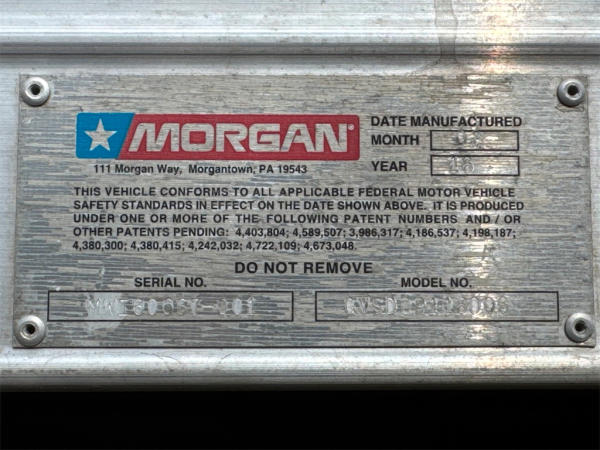 MORGAN
111 Morgan Way, Morgantown, PA 19543
DATE MANUFACTURED
MONTH
YEAR 18
THIS VEHICLE CONFORMS TO ALL APPLICABLE FEDERAL MOTOR VEHICLE
SAFETY STANDARDS IN EFFECT ON THE DATE SHOWN ABOVE. IT IS PRODUCED
UNDER ONE OR MORE OF THE FOLLOWING PATENT NUMBERS AND / OR
OTHER PATENTS PENDING: 4,403,804; 4,589,507; 3,986,317; 4,186,537; 4,198,187;
4,380,300; 4,380,415; 4,242,032; 4,722,109; 4,673,048.
DO NOT REMOVE
SERIAL NO.
MODEL NO.